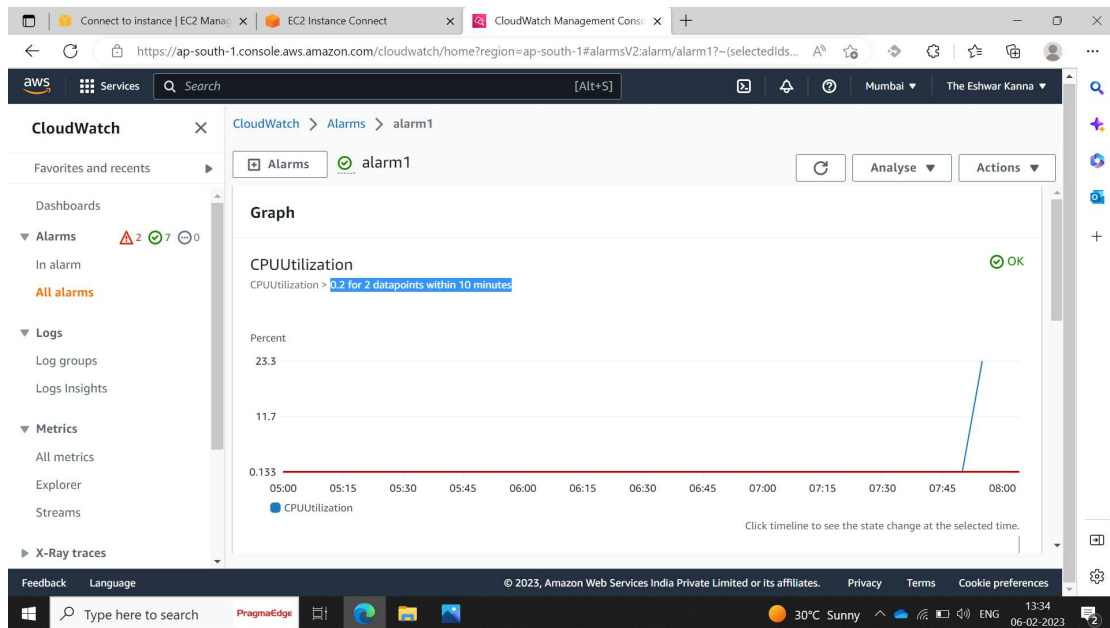 Connect to instance | EC2 Manag
EC2 Instance Connect
CloudWatch Management Conso
https://ap-south-1.console.aws.amazon.com/cloudwatch/home?region=ap-south-1#alarmsV2:alarm/alarm1?~(selectedIds...
aws
Services
Search
[Alt+S]
Mumbai
The Eshwar Kanna
CloudWatch
Favorites and recents
Dashboards
Alarms 2 7 0
In alarm
All alarms
Logs
Log groups
Logs Insights
Metrics
All metrics
Explorer
Streams
X-Ray traces
CloudWatch > Alarms > alarm1
Alarms
alarm1
Analyse
Actions
Graph
CPUUtilization
OK
CPUUtilization > 0.2 for 2 datapoints within 10 minutes
Percent
23.3
11.7
0.133
05:00 05:15 05:30 05:45 06:00 06:15 06:30 06:45 07:00 07:15 07:30 07:45 08:00
CPUUtilization
Click timeline to see the state change at the selected time.
Feedback Language © 2023, Amazon Web Services India Private Limited or its affiliates. Privacy Terms Cookie preferences
Type here to search
PragmaEdge
30°C Sunny
ENG
13:34
06-02-2023
2